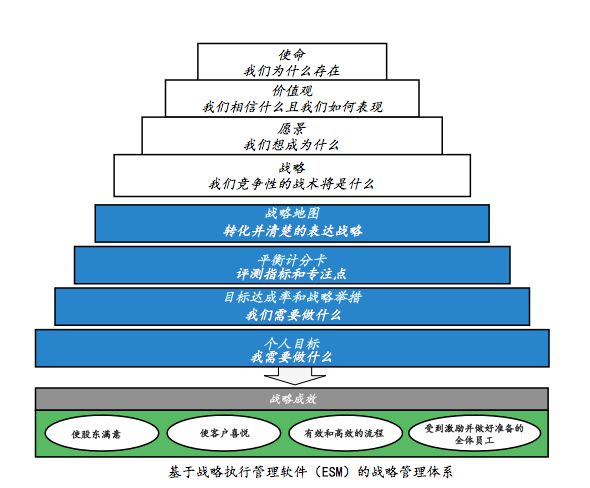 使命
我们为什么存在
价值观
我们相信什么且我们如何表现
愿景
我们想成为什么
战略
我们竞争性的战术将是什么
战略地图
转化并清楚的表达战略
平衡计分卡
评测指标和专注点
目标达成率和战略举措
我们需要做什么
个人目标
我需要做什么
战略成效
使股东满意
使客户喜悦
有效和高效的流程
受到激励并做好准备的
全体员工
基于战略执行管理软件（ESM）的战略管理体系